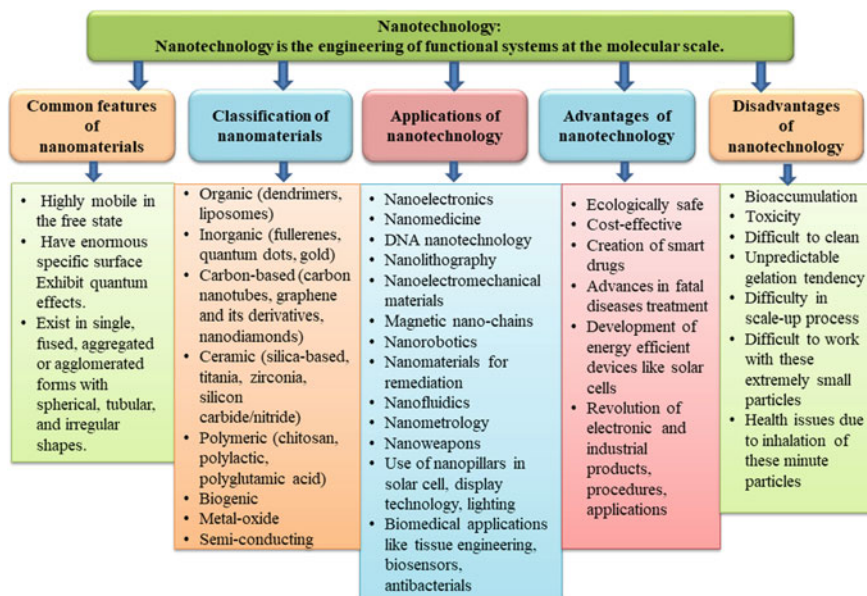 Nanotechnology:
Nanotechnology is the engineering of functional systems at the molecular scale.
Common features
of
nanomaterials
• Highly mobile in
the free state
• Have enormous
specific surface
Exhibit quantum
effects.
• Exist in single,
fused, aggregated
or agglomerated
forms with
spherical, tubular,
and irregular
shapes.
Classification of
nanomaterials
• Organic (dendrimers,
liposomes)
• Inorganic (fullerenes,
quantum dots, gold)
• Carbon-based (carbon
nanotubes, graphene
and its derivatives,
nanodiamonds)
• Ceramic (silica-based,
titania, zirconia,
silicon
carbide/nitride)
• Polymeric (chitosan,
polylactic,
polyglutamic acid)
• Biogenic
• Metal-oxide
• Semi-conducting
Applications of
nanotechnology
• Nanoelectronics
• Nanomedicine
• DNA nanotechnology
• Nanolithography
• Nanoelectromechanical
materials
• Magnetic nano-chains
• Nanorobotics
• Nanomaterials for
remediation
• Nanofluidics
• Nanometrology
• Nanoweapons
• Use of nanopillars in
solar cell, display
technology, lighting
• Biomedical applications
like tissue engineering,
biosensors,
antibacterials
Advantages of
nanotechnology
• Ecologically safe
• Cost-effective
• Creation of smart
drugs
• Advances in fatal
diseases treatment
• Development of
energy efficient
devices like solar
cells
• Revolution of
electronic and
industrial
products,
procedures,
applications
Disadvantages
of
nanotechnology
• Bioaccumulation
• Toxicity
• Difficult to clean
• Unpredictable
gelation tendency
• Difficulty in
scale-up process
• Difficult to work
with these
extremely small
particles
• Health issues due
to inhalation of
these minute
particles